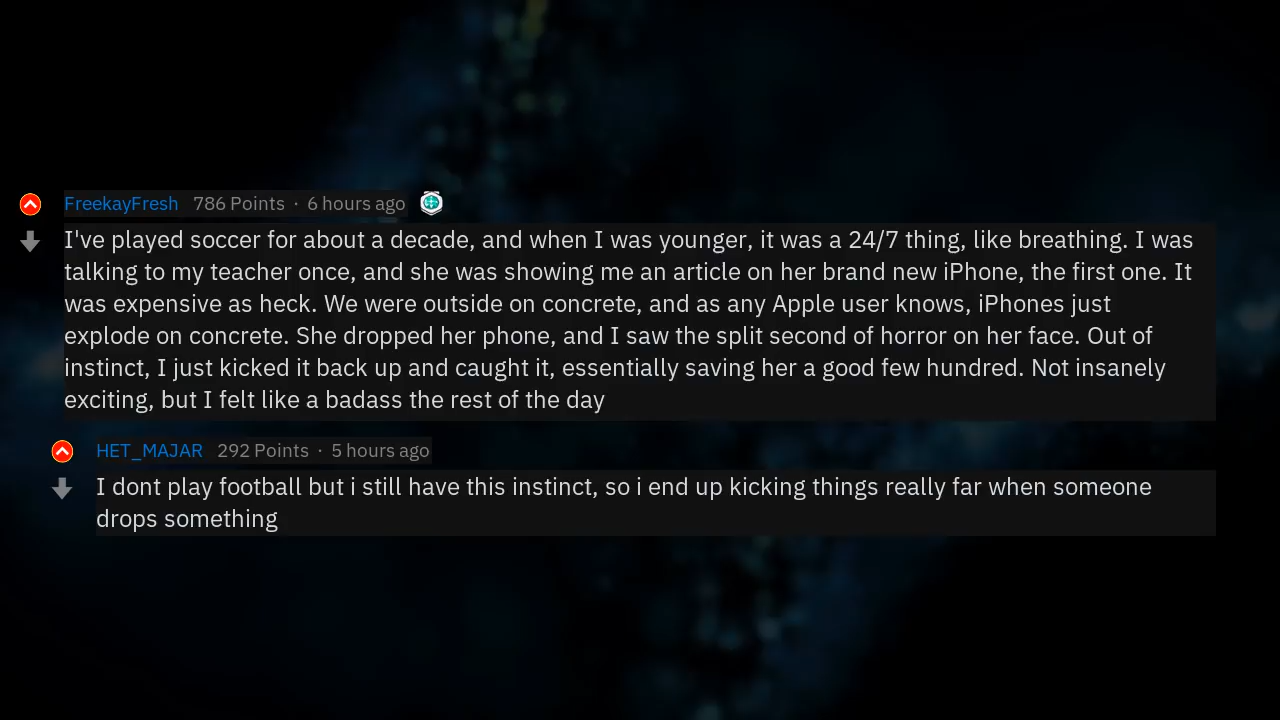 FreekayFresh 786 Points · 6 hours ago
I've played soccer for about a decade, and when I was younger, it was a 24/7 thing, like breathing. I was
talking to my teacher once, and she was showing me an article on her brand new iPhone, the first one. It
was expensive as heck. We were outside on concrete, and as any Apple user knows, iPhones just
explode on concrete. She dropped her phone, and I saw the split second of horror on her face. Out of
instinct, I just kicked it back up and caught it, essentially saving her a good few hundred. Not insanely
exciting, but I felt like a badass the rest of the day
HET_MAJAR 292 Points · 5 hours ago
I dont play football but i still have this instinct, so i end up kicking things really far when someone
drops something